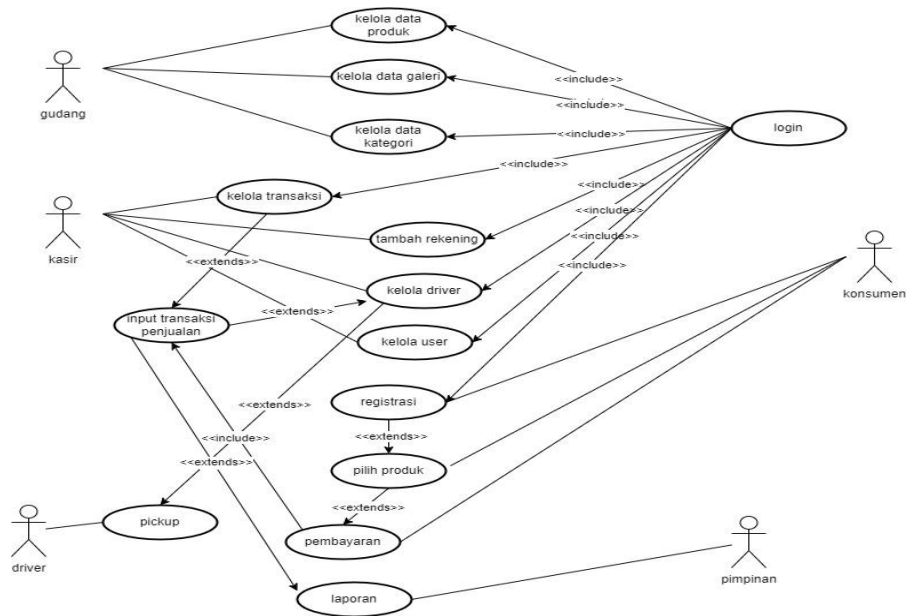 kelola data
produk
<<include>>
kelola data galeri
<<include>>
gudang
kelola data
kategori
<<include>>
login
<<include>>
kelola transaksi
<<include>>
<<include>>
kasir
tambah rekening
<<include>>
<<extends>>
<<include>>
kelola driver
konsumen
input transaksi
penjualan
<<extends>>
kelola user
registrasi
<<extends>>
<<extends>>
<<include>>
<<extends>>
pilih produk
<<extends>>
pickup
pembayaran
driver
pimpinan
laporan